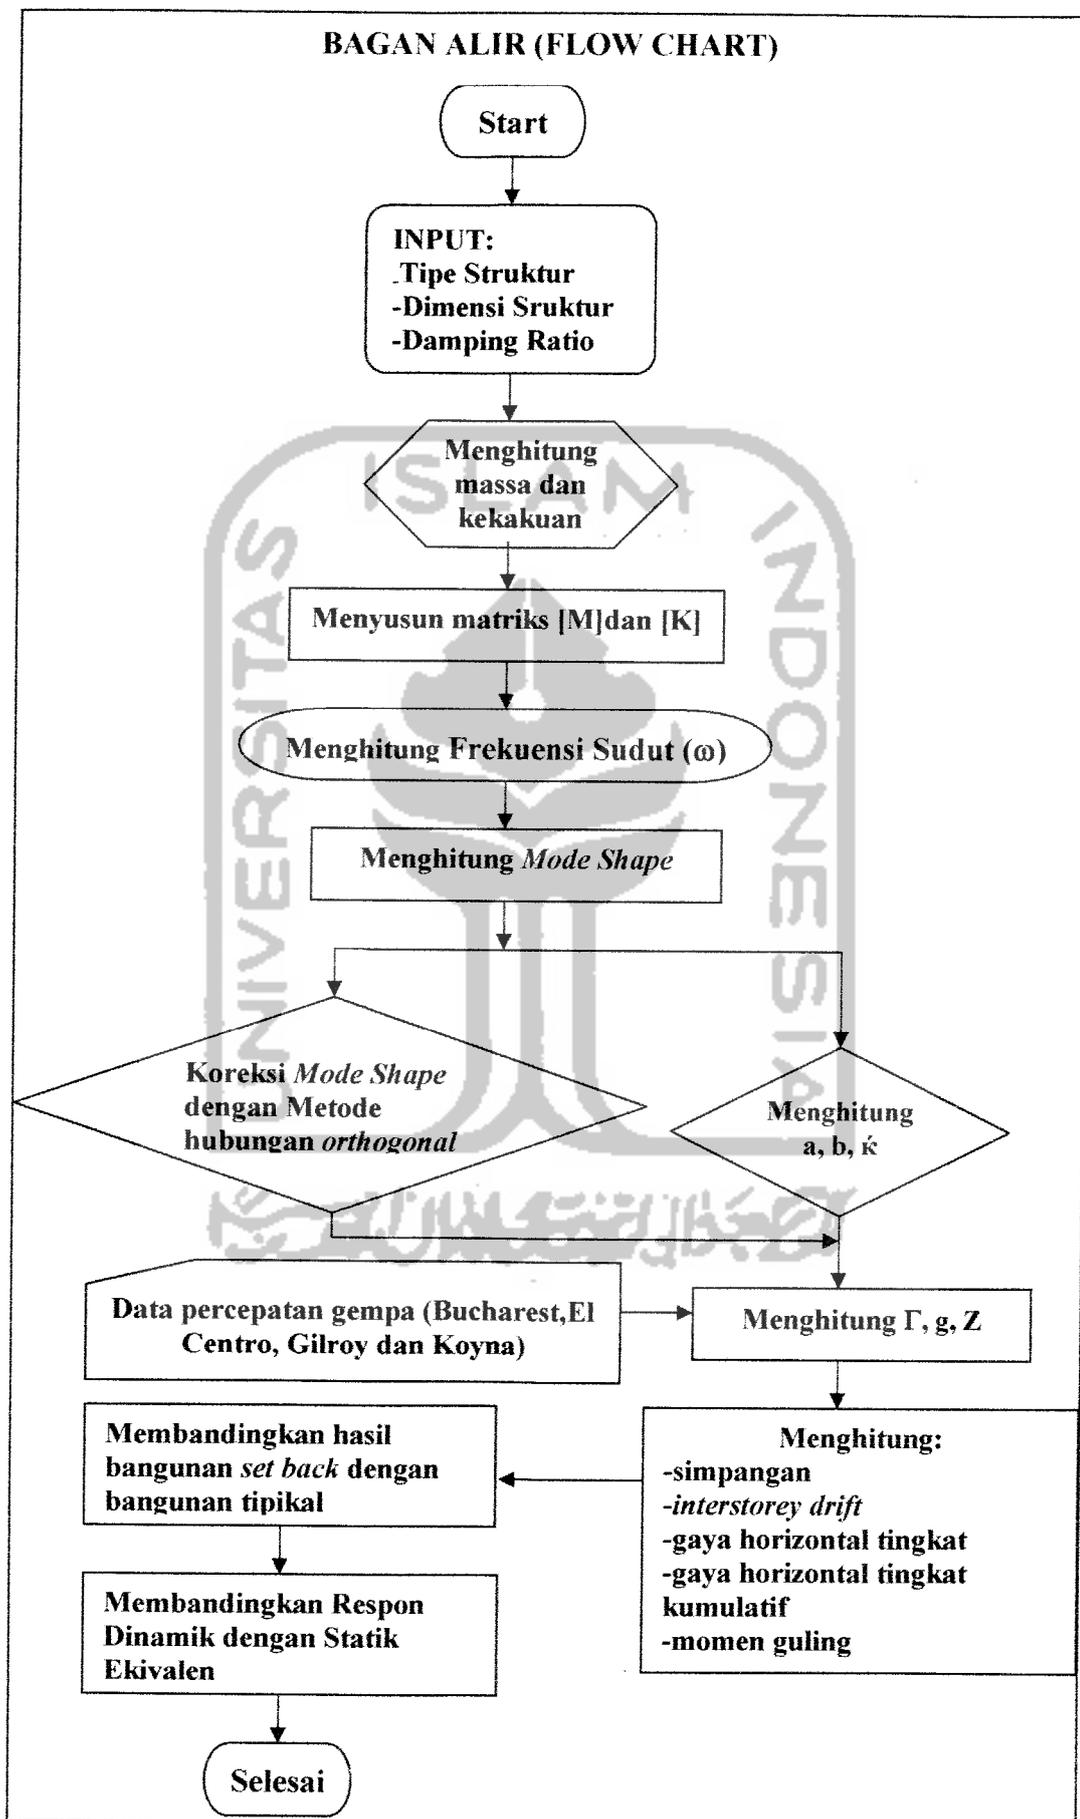 BAGAN ALIR (FLOW CHART)
Start
INPUT:
-Tipe Struktur
-Dimensi Sruktur
-Damping Ratio
Menghitung
massa dan
kekakuan
Menyusun matriks [M]dan [K]
Menghitung Frekuensi Sudut (ω)
Menghitung Mode Shape
Koreksi Mode Shape
dengan Metode
hubungan orthogonal
Menghitung
a, b, ќ
Data percepatan gempa (Bucharest,El
Centro, Gilroy dan Koyna)
Menghitung Γ, g, Z
Menghitung:
-simpangan
-interstorey drift
-gaya horizontal tingkat
-gaya horizontal tingkat
kumulatif
-momen guling
Membandingkan hasil
bangunan set back dengan
bangunan tipikal
Membandingkan Respon
Dinamik dengan Statik
Ekivalen
Selesai
UNIVERSITAS
ISLAM
INDONESIA